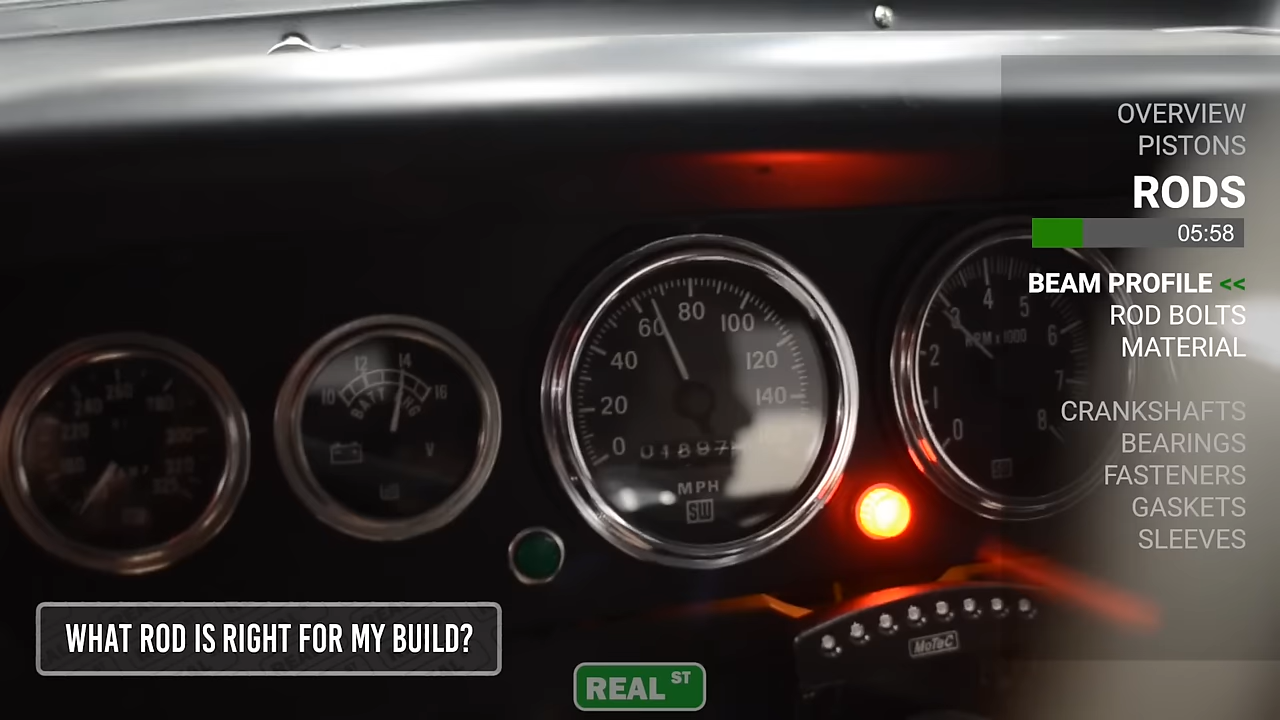 OVERVIEW
PISTONS
RODS
05:58
BEAM PROFILE <<
ROD BOLTS
MATERIAL
CRANKSHAFTS
BEARINGS
FASTENERS
GASKETS
SLEEVES
10 12 14 16
BATT CHG
V
0 20 40 60 80 100 120 140
MPH
SW
0 1 2 3 4 5 6 7 8
RPM x 1000
MoTeC
WHAT ROD IS RIGHT FOR MY BUILD?
REAL ST